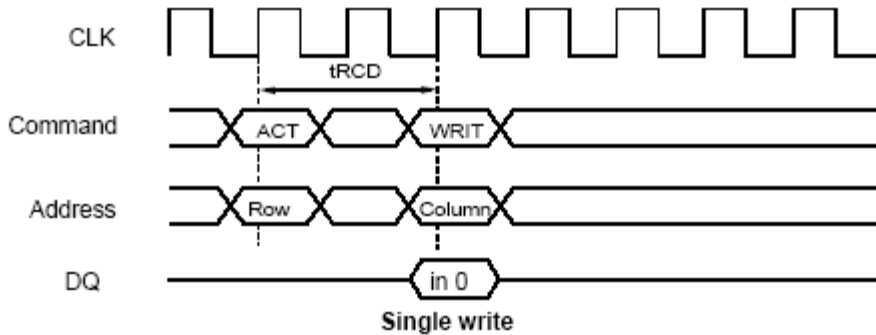 CLK
tRCD
Command ACT WRIT
Address Row Column
DQ in 0
Single write